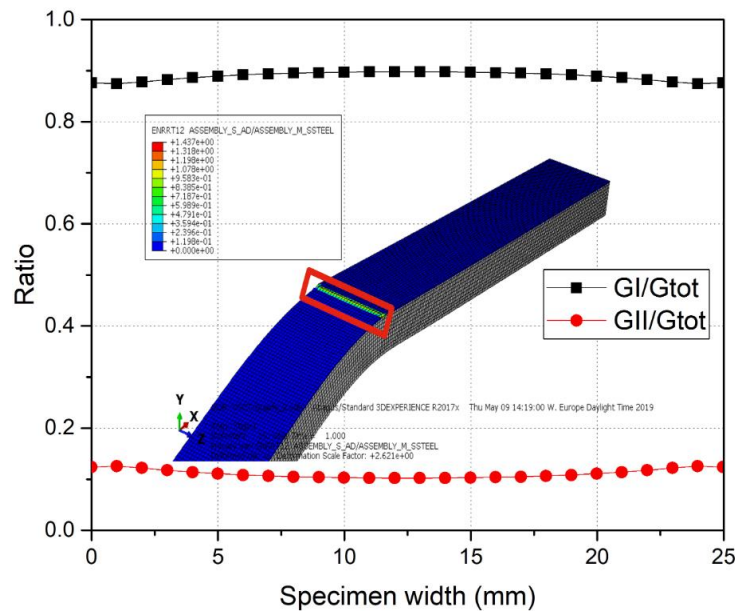 1.0
0.8
0.6
0.4
0.2
0.0
Ratio
ENRRT12 ASSEMBLY_S_AD/ASSEMBLY_M_SSTEEL
+1.437e+00
+1.318e+00
+1.198e+00
+1.078e+00
+9.583e-01
+8.385e-01
+7.187e-01
+5.989e-01
+4.791e-01
+3.594e-01
+2.396e-01
+1.198e-01
+0.000e+00
GI/Gtot
GII/Gtot
Y
X
Z
Abaqus/Standard 3DEXPERIENCE R2017x Thu May 09 14:19:00 W. Europe Daylight Time 2019
1.000
ASSEMBLY_S_AD/ASSEMBLY_M_SSTEEL
Deformation Scale Factor: +2.621e+00
0 5 10 15 20 25
Specimen width (mm)